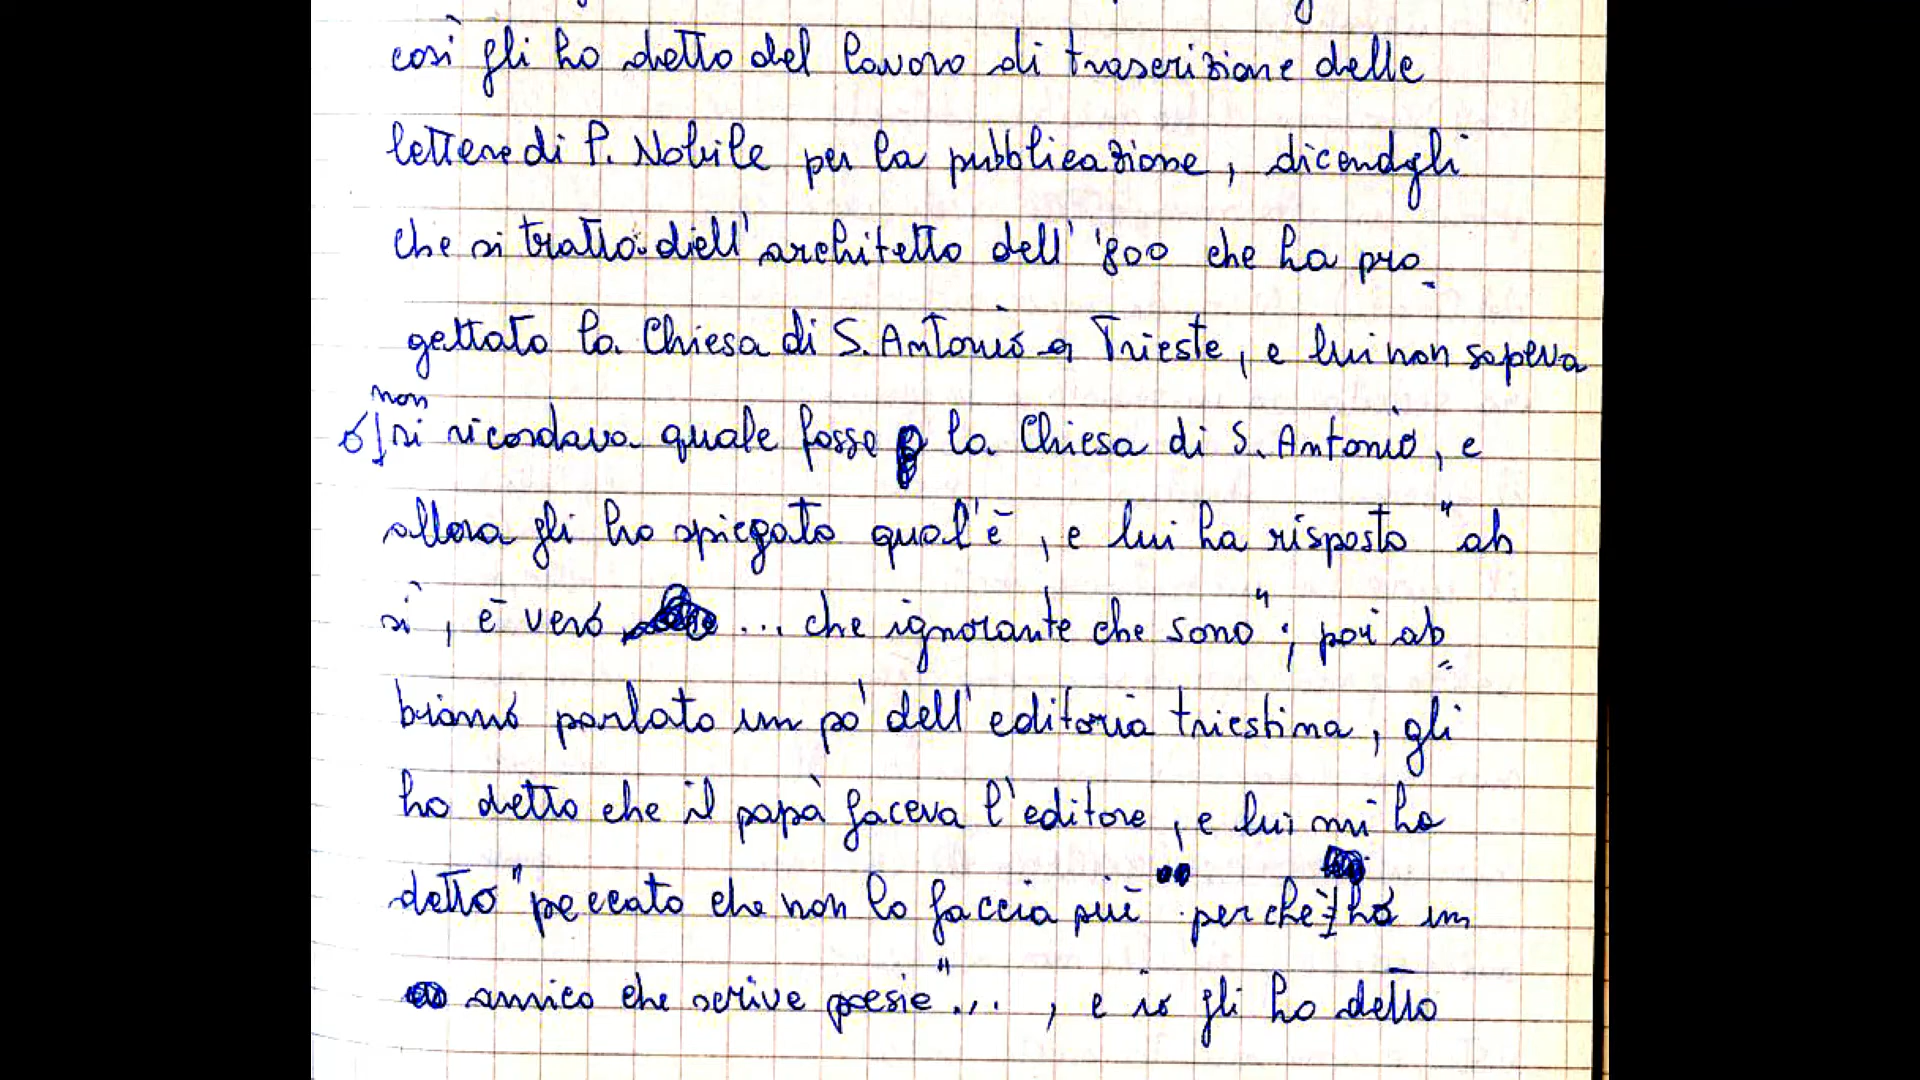 così gli ho detto del lavoro di trascrizione delle
lettere di P. Nobile per la pubblicazione, dicendgli
che si tratta dell'architetto dell' '800 che ha pro-
gettato la Chiesa di S. Antonio a Trieste, e lui non sapeva
non
o si ricordava quale fosse la Chiesa di S. Antonio, e
allora gli ho spiegato qual'è, e lui ha risposto "ah
sì, è vero ... che ignorante che sono"; poi ab=
biamo parlato un pò dell'editoria triestina, gli
ho detto che il papà faceva l'editore, e lui mi ha
detto "peccato che non lo faccia più perchè ho un
amico che scrive poesie"..., e io gli ho detto